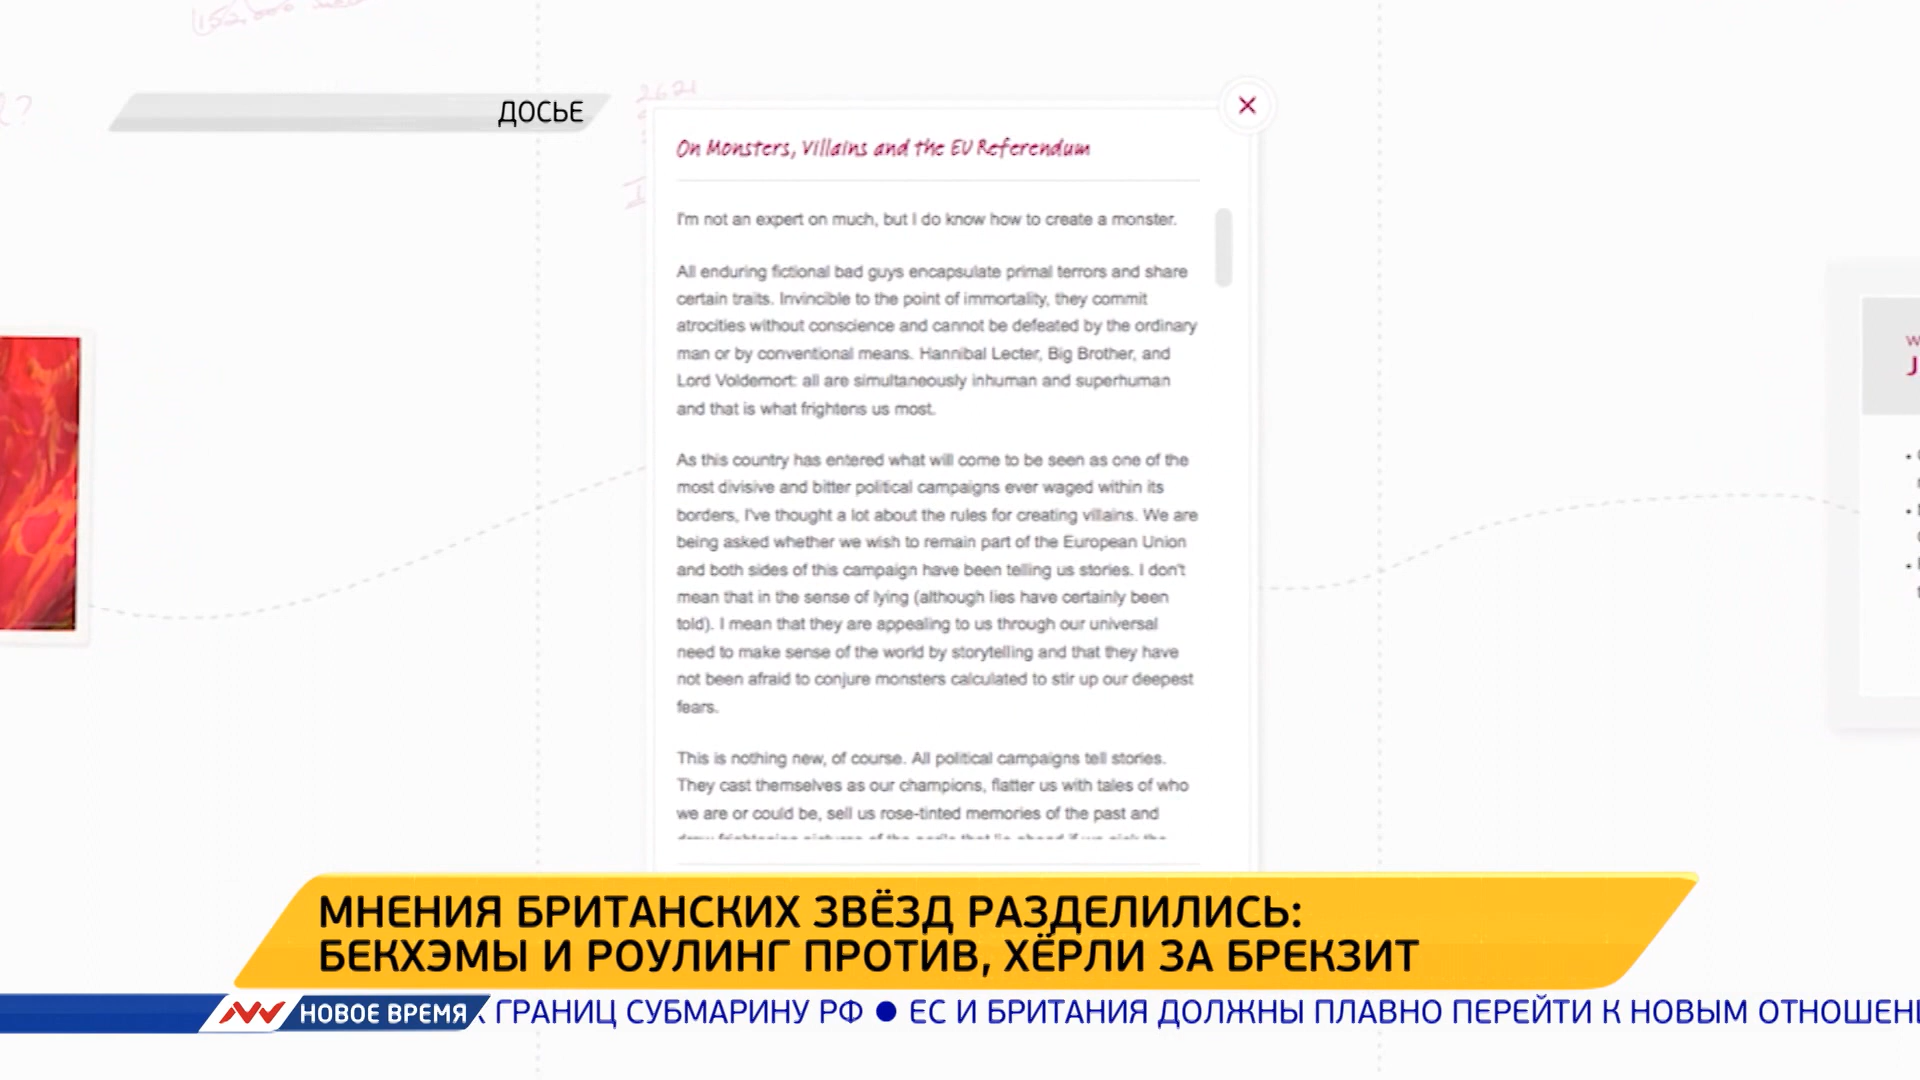 (152,000
2621
ДОСЬЕ
On Monsters, Villains and the EU Referendum
I'm not an expert on much, but I do know how to create a monster.
All enduring fictional bad guys encapsulate primal terrors and share
certain traits. Invincible to the point of immortality, they commit
atrocities without conscience and cannot be defeated by the ordinary
man or by conventional means. Hannibal Lecter, Big Brother, and
Lord Voldemort: all are simultaneously inhuman and superhuman
and that is what frightens us most.
As this country has entered what will come to be seen as one of the
most divisive and bitter political campaigns ever waged within its
borders, I've thought a lot about the rules for creating villains. We are
being asked whether we wish to remain part of the European Union
and both sides of this campaign have been telling us stories. I don't
mean that in the sense of lying (although lies have certainly been
told). I mean that they are appealing to us through our universal
need to make sense of the world by storytelling and that they have
not been afraid to conjure monsters calculated to stir up our deepest
fears.
This is nothing new, of course. All political campaigns tell stories.
They cast themselves as our champions, flatter us with tales of who
we are or could be, sell us rose-tinted memories of the past and
МНЕНИЯ БРИТАНСКИХ ЗВЁЗД РАЗДЕЛИЛИСЬ:
БЕКХЭМЫ И РОУЛИНГ ПРОТИВ, ХЁРЛИ ЗА БРЕКЗИТ
НОВОЕ ВРЕМЯ
ГРАНИЦ СУБМАРИНУ РФ ● ЕС И БРИТАНИЯ ДОЛЖНЫ ПЛАВНО ПЕРЕЙТИ К НОВЫМ ОТНОШЕН